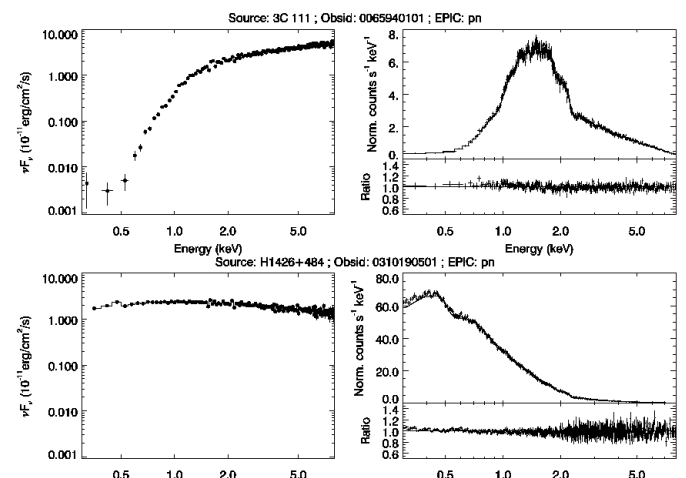 Source: 3C 111 ; Obsid: 0065940101 ; EPIC: pn
10.000
1.000
0.100
0.010
0.001
νFν (10⁻¹¹erg/cm²/s)
0.5 1.0 2.0 5.0
Energy (keV)
8.
6.
4.
2.
0.
Norm. counts s⁻¹ keV⁻¹
1.4
1.2
1.0
0.8
0.6
Ratio
0.5 1.0 2.0 5.0
Energy (keV)
Source: H1426+484 ; Obsid: 0310190501 ; EPIC: pn
10.000
1.000
0.100
0.010
0.001
νFν (10⁻¹¹erg/cm²/s)
0.5 1.0 2.0 5.0
80.0
60.0
40.0
20.0
0.0
Norm. counts s⁻¹ keV⁻¹
1.4
1.2
1.0
0.8
0.6
Ratio
0.5 1.0 2.0 5.0